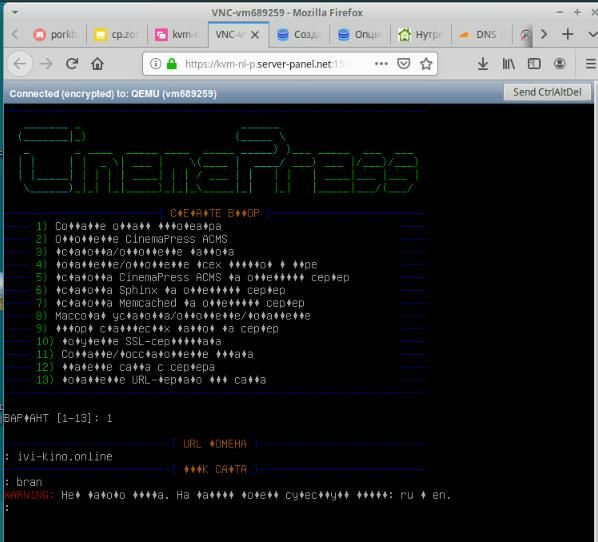 VNC-vm689259 - Mozilla Firefox
porkb
cp.zon
kvm-n
VNC-v
Созда
Опци
Нутря
DNS
https://kvm-nl-p.server-panel.net:15
Connected (encrypted) to: QEMU (vm689259)
Send CtrlAltDel
CinemaPress
[ С♦Е♦А♦ТЕ В♦♦ОР ]
1) Со♦♦а♦♦е о♦♦а♦♦ ♦♦♦о♦еа♦ра
2) О♦♦о♦♦е♦♦е CinemaPress ACMS
3) ♦с♦а♦о♦♦а/о♦♦о♦♦е♦♦е ♦а♦♦о♦а
4) ♦о♦а♦♦е♦♦е/о♦♦о♦♦е♦♦е ♦сех ♦♦♦♦♦о♦ ♦ ♦♦ре
5) ♦с♦а♦о♦♦а CinemaPress ACMS ♦а о♦♦е♦♦♦♦♦ сер♦ер
6) ♦с♦а♦о♦♦а Sphinx ♦а о♦♦е♦♦♦♦♦ сер♦ер
7) ♦с♦а♦о♦♦а Memcached ♦а о♦♦е♦♦♦♦♦ сер♦ер
8) Массо♦а♦ ус♦а♦о♦♦а/о♦♦о♦♦е♦♦е/♦о♦а♦♦е♦♦е
9) ♦♦♦ор♦ с♦а♦♦♦ес♦♦х ♦а♦♦о♦ ♦а сер♦ер
10) ♦о♦у♦е♦♦е SSL-сер♦♦♦♦♦а♦а
11) Со♦♦а♦♦е/♦осс♦а♦о♦♦е♦♦е ♦♦♦а♦а
12) ♦♦а♦е♦♦е са♦♦а с сер♦ера
13) ♦о♦а♦♦е♦♦е URL-♦ер♦а♦о ♦♦♦ са♦♦а
ВАР♦АНТ [1-13]: 1
[ URL ♦ОМЕНА ]
: ivi-kino.online
[ ♦♦♦К СА♦ТА ]
: bran
WARNING: Не♦ ♦а♦о♦о ♦♦♦♦а. На ♦а♦♦♦♦ ♦о♦е♦♦ су♦ес♦♦у♦♦ ♦♦♦♦♦: ru ♦ en.
: